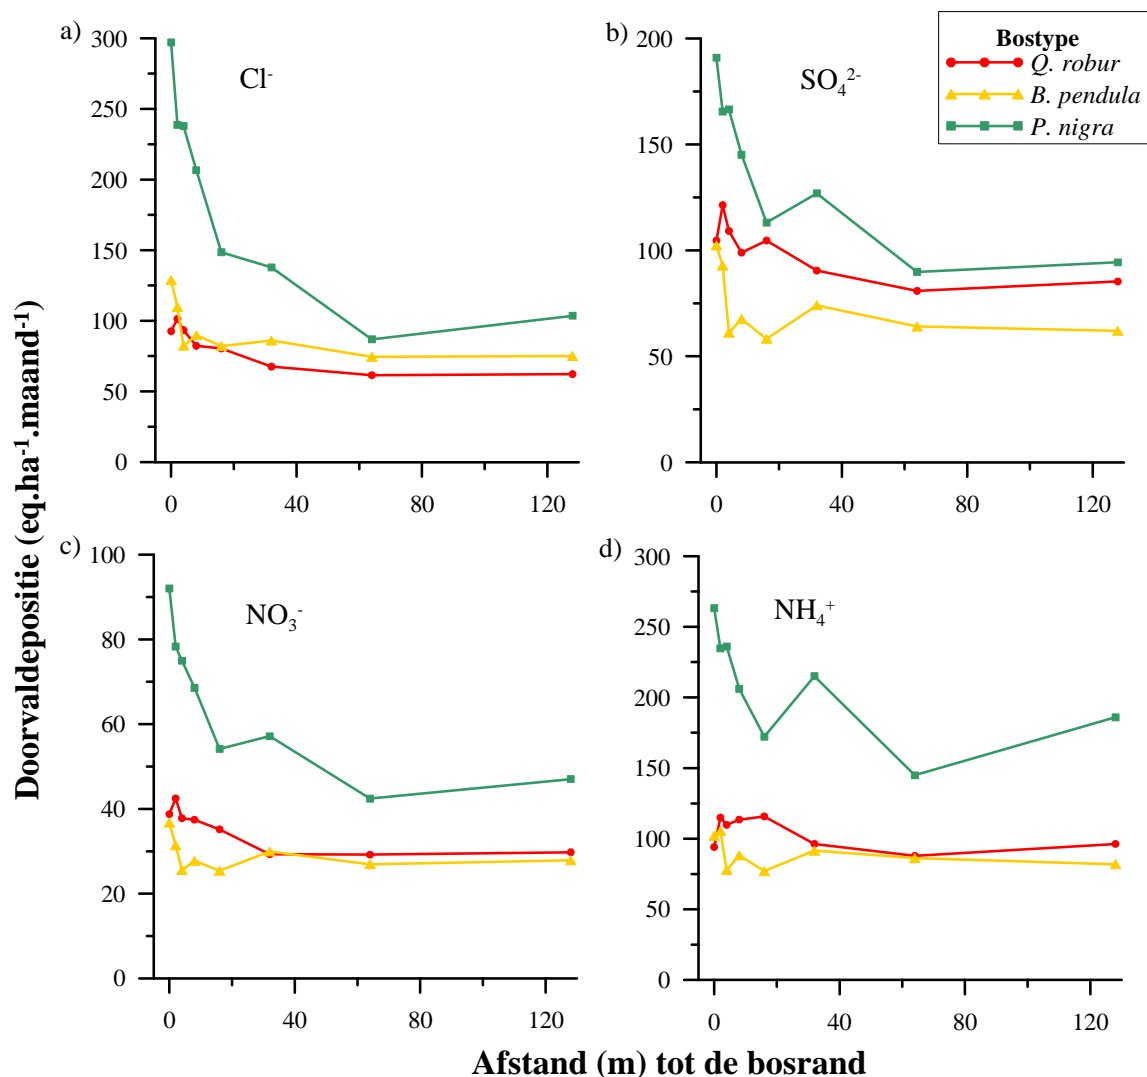 a)
Cl⁻
300
250
200
150
100
50
0
0 40 80 120
b)
SO₄²⁻
200
150
100
50
0
0 40 80 120
Bostype
Q. robur
B. pendula
P. nigra
c)
NO₃⁻
100
80
60
40
20
0
0 40 80 120
d)
NH₄⁺
300
250
200
150
100
50
0
0 40 80 120
Doorvaldepositie (eq.ha⁻¹.maand⁻¹)
Afstand (m) tot de bosrand